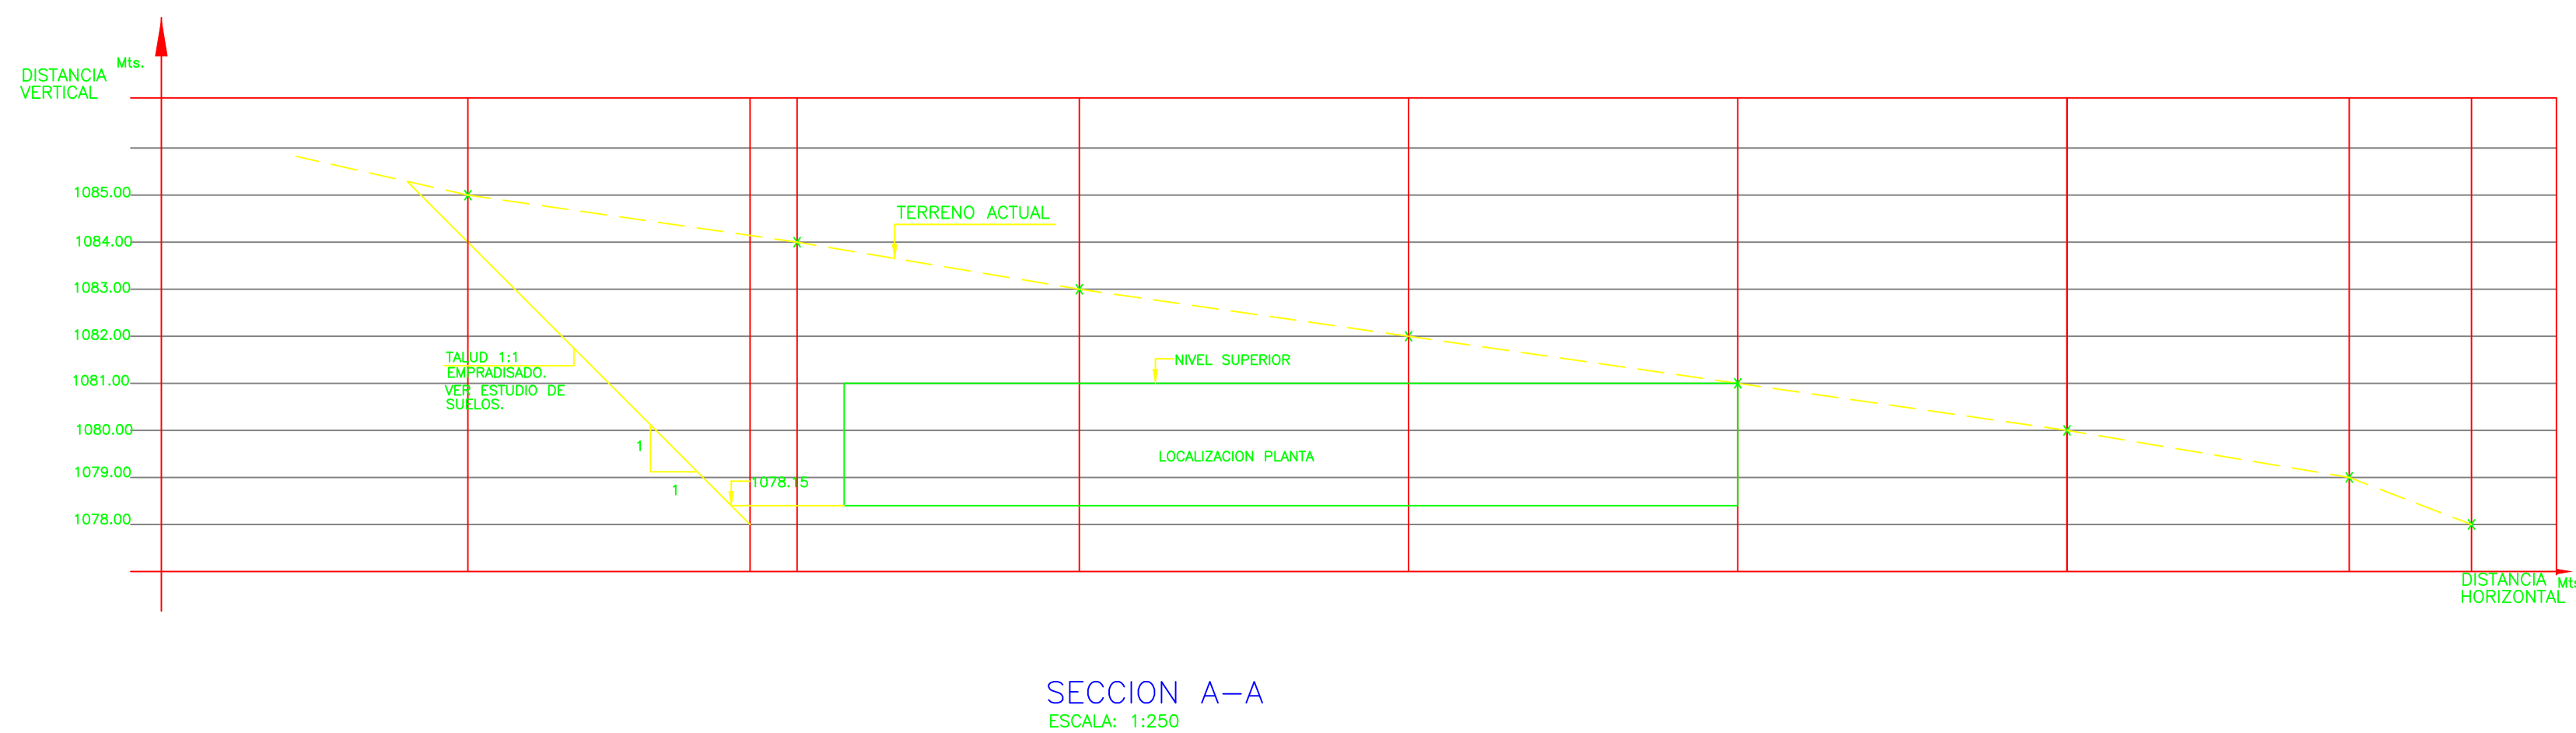 Mts.
DISTANCIA
VERTICAL
1085.00
TERRENO ACTUAL
1084.00
1083.00
1082.00
TALUD 1:1
EMPRADISADO.
VER ESTUDIO DE
SUELOS.
NIVEL SUPERIOR
1081.00
1080.00
1
LOCALIZACION PLANTA
1079.00
1
1078.15
1078.00
DISTANCIA
HORIZONTAL
Mts
SECCION A-A
ESCALA: 1:250